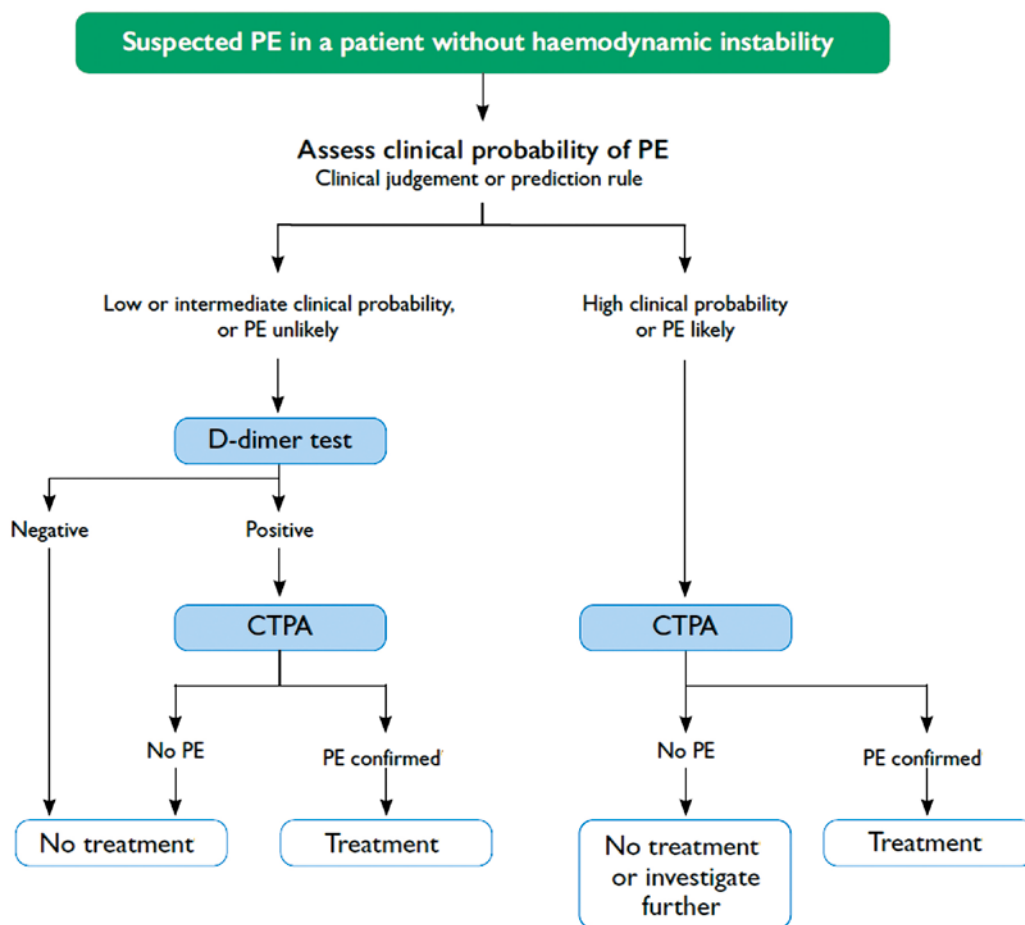 Suspected PE in a patient without haemodynamic instability
Assess clinical probability of PE
Clinical judgement or prediction rule
Low or intermediate clinical probability,
or PE unlikely
High clinical probability
or PE likely
D-dimer test
Negative
Positive
CTPA
CTPA
No PE
PE confirmed
No PE
PE confirmed
No treatment
Treatment
No treatment
or investigate
further
Treatment